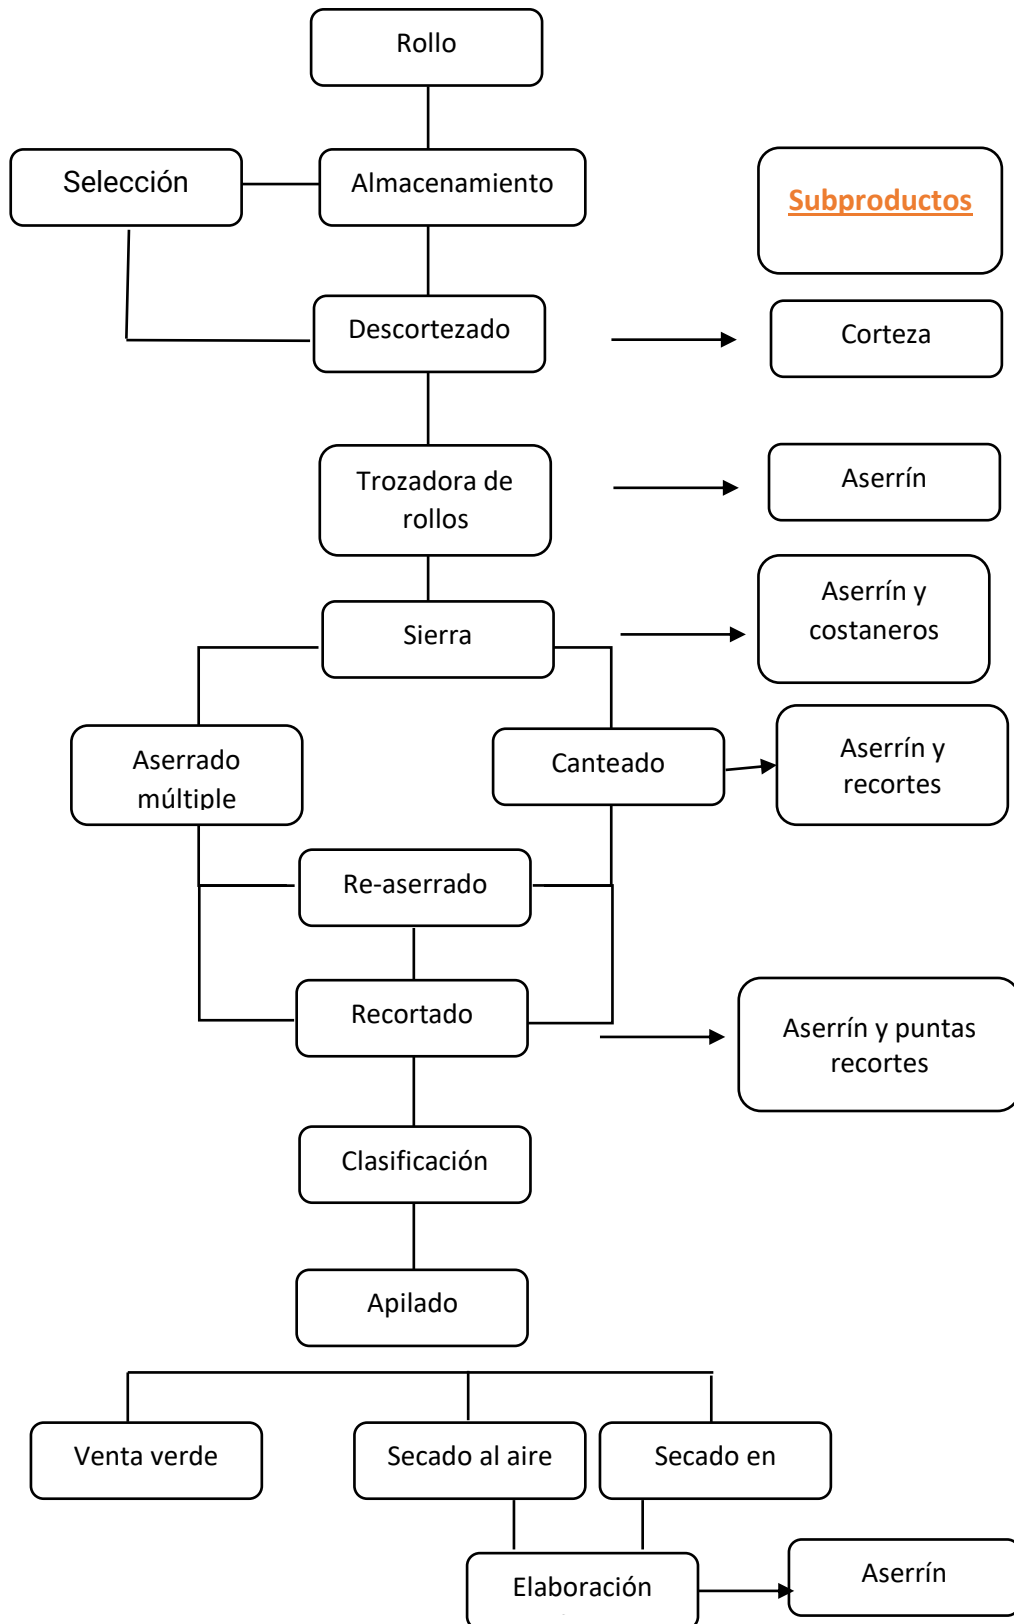 Rollo
Selección
Almacenamiento
Subproductos
Descortezado
Corteza
Trozadora de
rollos
Aserrín
Sierra
Aserrín y
costaneros
Aserrado
múltiple
Canteado
Aserrín y
recortes
Re-aserrado
Recortado
Aserrín y puntas
recortes
Clasificación
Apilado
Venta verde
Secado al aire
Secado en
Elaboración
Aserrín